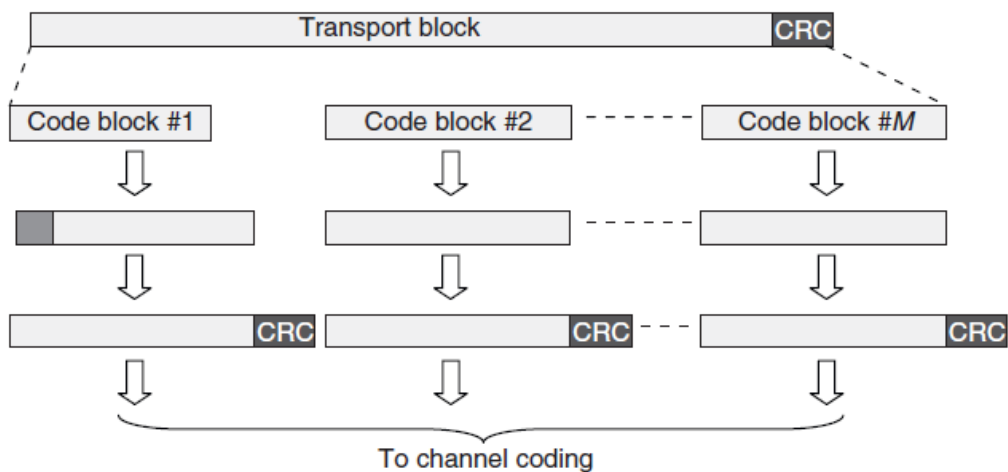 Transport block CRC
Code block #1 Code block #2 Code block #M
CRC CRC CRC
To channel coding